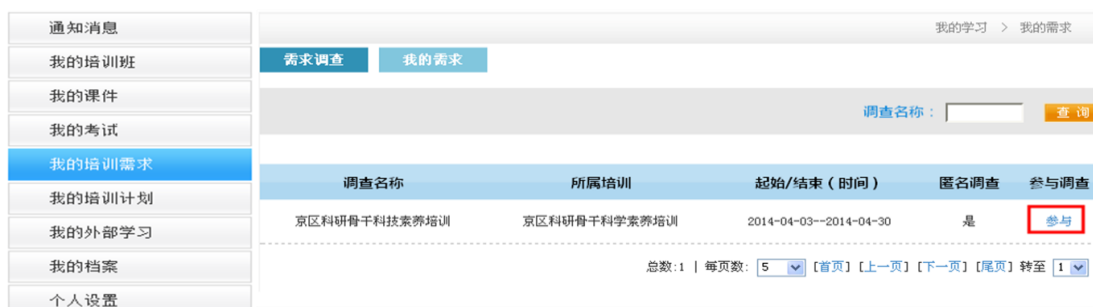 通知消息
我的培训班
我的课件
我的考试
我的培训需求
我的培训计划
我的外部学习
我的档案
个人设置
我的学习 > 我的需求
需求调查 我的需求
调查名称： 查 询
调查名称 所属培训 起始/结束（时间） 匿名调查 参与调查
京区科研骨干科技素养培训 京区科研骨干科学素养培训 2014-04-03--2014-04-30 是 参与
总数:1 | 每页数: 5 [首页] [上一页] [下一页] [尾页] 转至 1